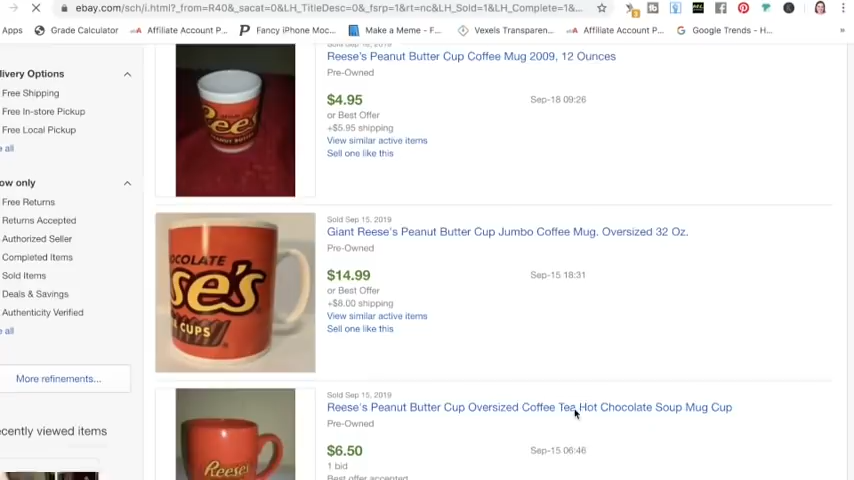 ebay.com/sch/i.html?_from=R40&_sacat=0&LH_TitleDesc=0&_fsrp=1&rt=nc&LH_Sold=1&LH_Complete=1&...
Apps
Grade Calculator
Affiliate Account P...
Fancy iPhone Moc...
Make a Meme - F...
Vexels Transparen...
Affiliate Account P...
Google Trends - H...
»
livery Options
Free Shipping
Free In-store Pickup
Free Local Pickup
e all
ow only
Free Returns
Returns Accepted
Authorized Seller
Completed Items
Sold Items
Deals & Savings
Authenticity Verified
e all
More refinements...
ecently viewed items
Reese's Peanut Butter Cup Coffee Mug 2009, 12 Ounces
Pre-Owned
$4.95
Sep-18 09:26
or Best Offer
+$5.95 shipping
View similar active items
Sell one like this
Sold Sep 15, 2019
Giant Reese's Peanut Butter Cup Jumbo Coffee Mug. Oversized 32 Oz.
Pre-Owned
$14.99
Sep-15 18:31
or Best Offer
+$8.00 shipping
View similar active items
Sell one like this
OCOLATE
se's
CUPS
Sold Sep 15, 2019
Reese's Peanut Butter Cup Oversized Coffee Tea Hot Chocolate Soup Mug Cup
Pre-Owned
$6.50
Sep-15 06:46
1 bid
Best offer accepted
Reese's